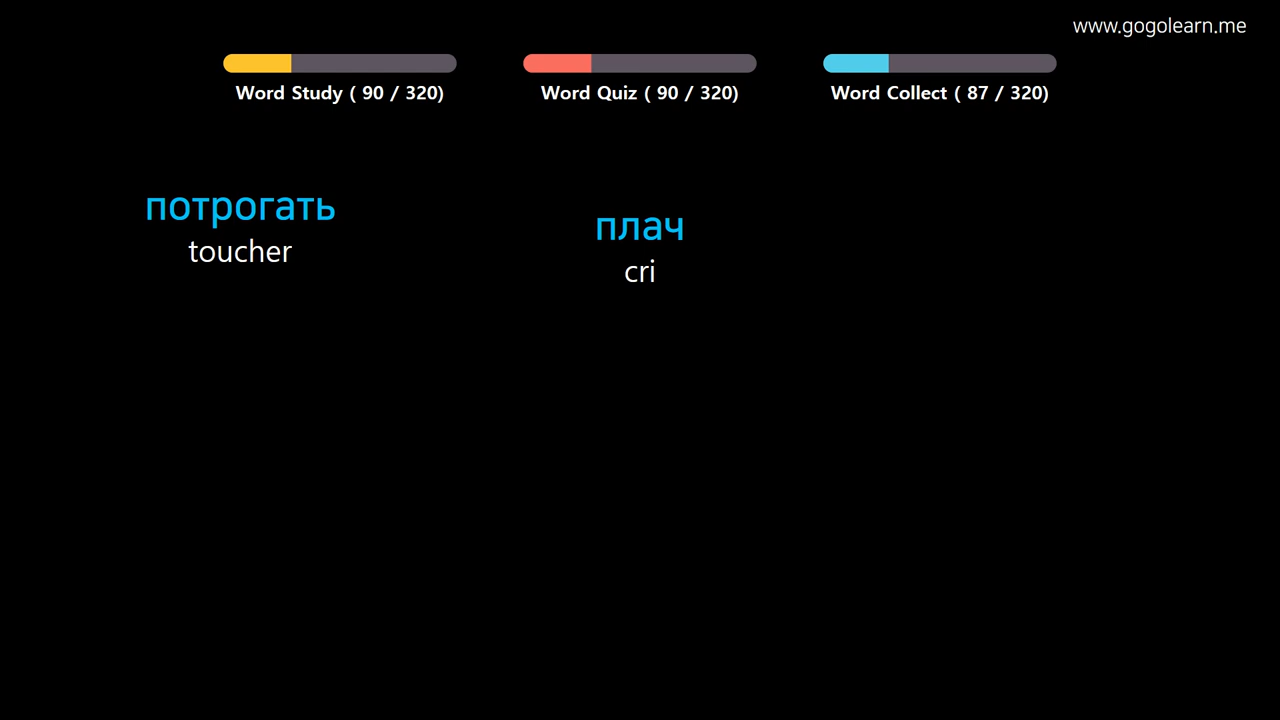 www.gogolearn.me
Word Study ( 90 / 320)
Word Quiz ( 90 / 320)
Word Collect ( 87 / 320)
потрогать
toucher
плач
cri